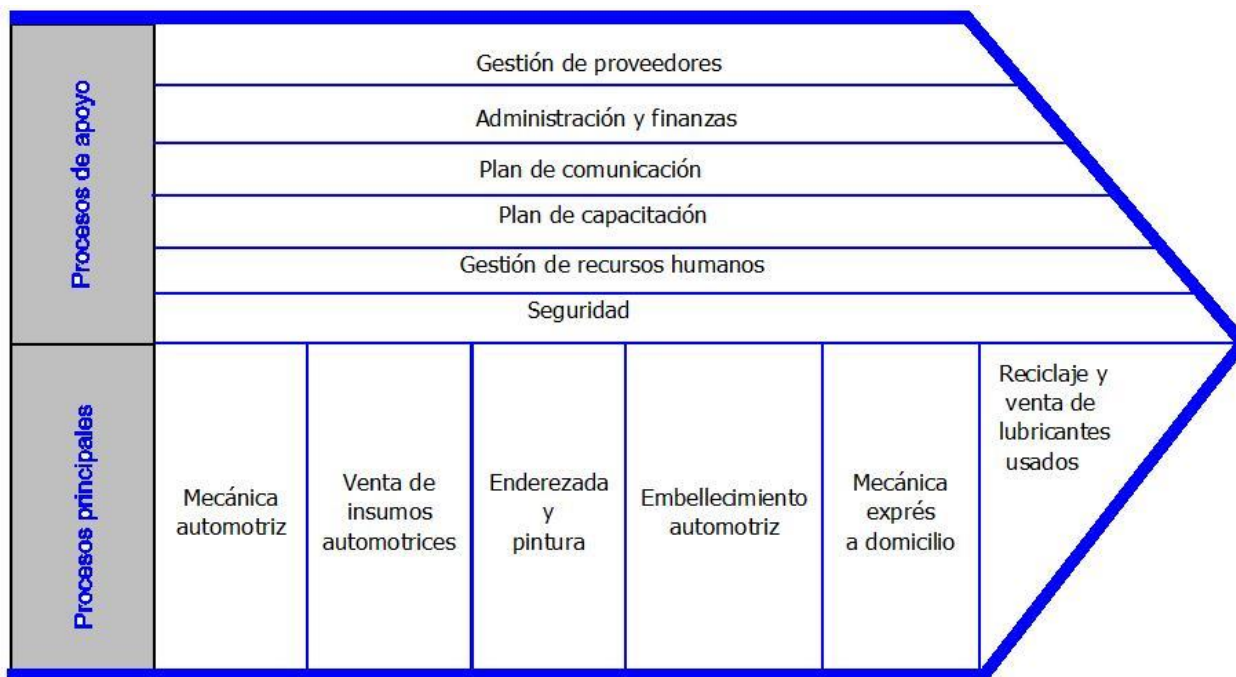 Procesos de apoyo
Gestión de proveedores
Administración y finanzas
Plan de comunicación
Plan de capacitación
Gestión de recursos humanos
Seguridad
Procesos principales
Mecánica
automotriz
Venta de
insumos
automotrices
Enderezada
y
pintura
Embellecimiento
automotriz
Mecánica
exprés
a domicilio
Reciclaje y
venta de
lubricantes
usados